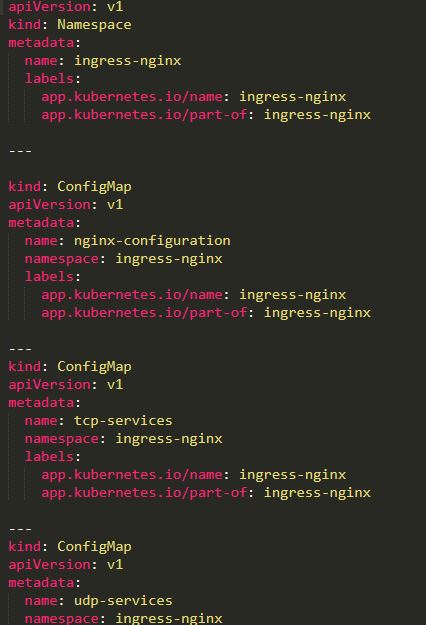 apiVersion: v1
kind: Namespace
metadata:
  name: ingress-nginx
  labels:
    app.kubernetes.io/name: ingress-nginx
    app.kubernetes.io/part-of: ingress-nginx

---

kind: ConfigMap
apiVersion: v1
metadata:
  name: nginx-configuration
  namespace: ingress-nginx
  labels:
    app.kubernetes.io/name: ingress-nginx
    app.kubernetes.io/part-of: ingress-nginx

---
kind: ConfigMap
apiVersion: v1
metadata:
  name: tcp-services
  namespace: ingress-nginx
  labels:
    app.kubernetes.io/name: ingress-nginx
    app.kubernetes.io/part-of: ingress-nginx

---
kind: ConfigMap
apiVersion: v1
metadata:
  name: udp-services
  namespace: ingress-nginx